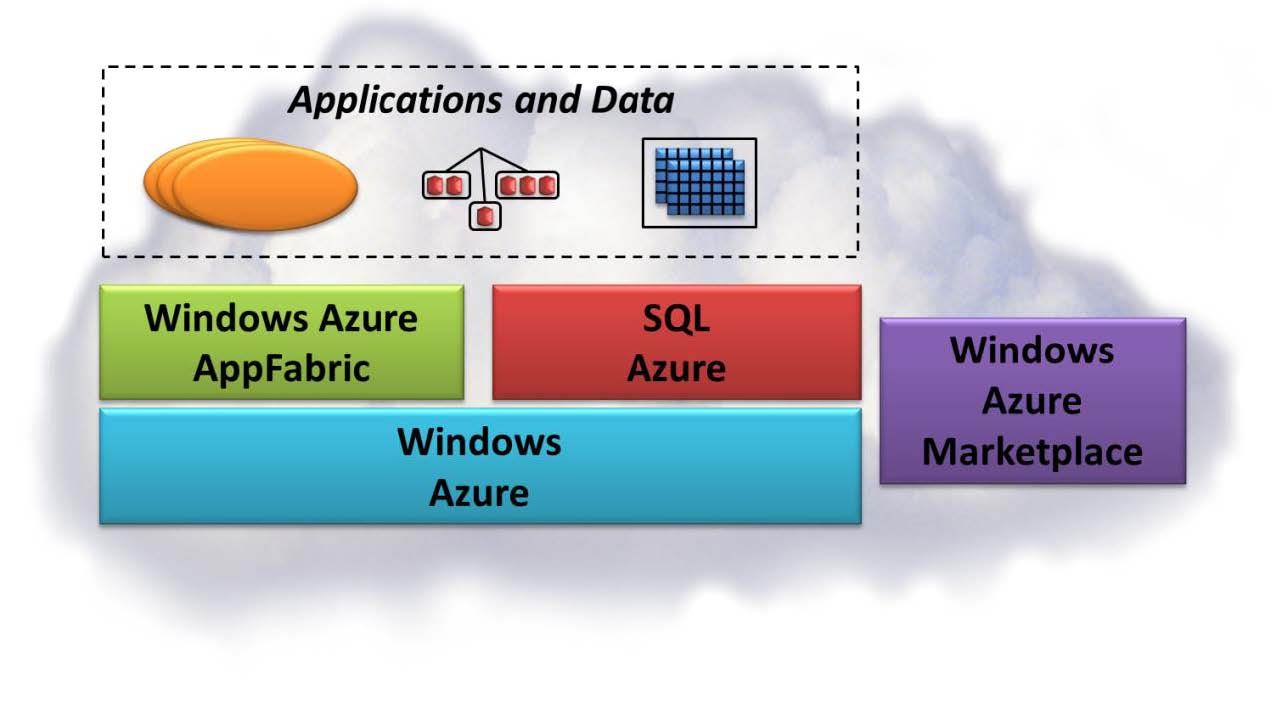 Applications and Data
Windows Azure
AppFabric
SQL
Azure
Windows
Azure
Marketplace
Windows
Azure